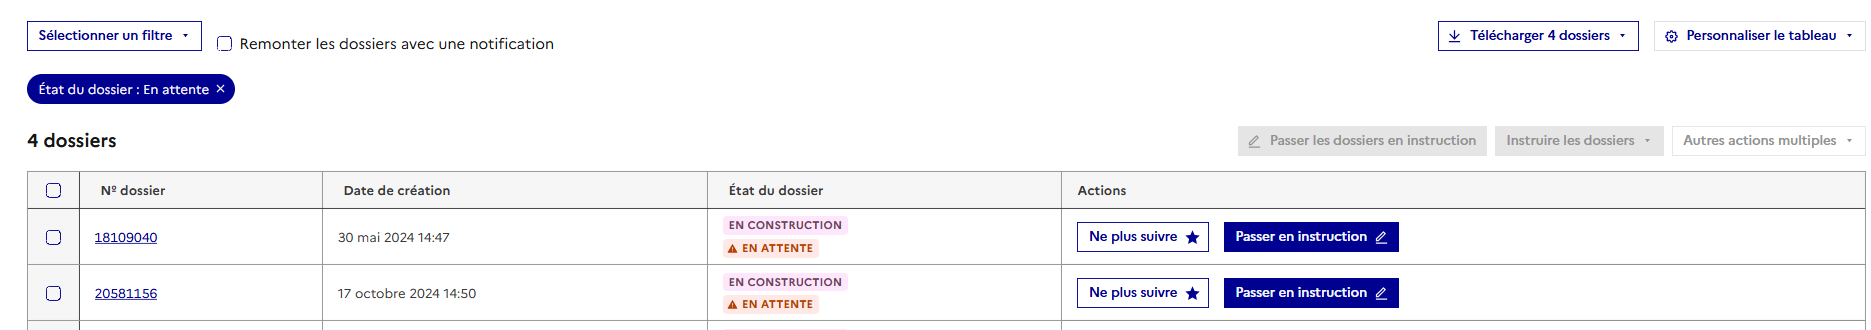 Sélectionner un filtre
Remonter les dossiers avec une notification
Télécharger 4 dossiers
Personnaliser le tableau
État du dossier : En attente ×
4 dossiers
Passer les dossiers en instruction
Instruire les dossiers
Autres actions multiples
Nº dossier
Date de création
État du dossier
Actions
18109040
30 mai 2024 14:47
EN CONSTRUCTION
EN ATTENTE
Ne plus suivre
Passer en instruction
20581156
17 octobre 2024 14:50
EN CONSTRUCTION
EN ATTENTE
Ne plus suivre
Passer en instruction